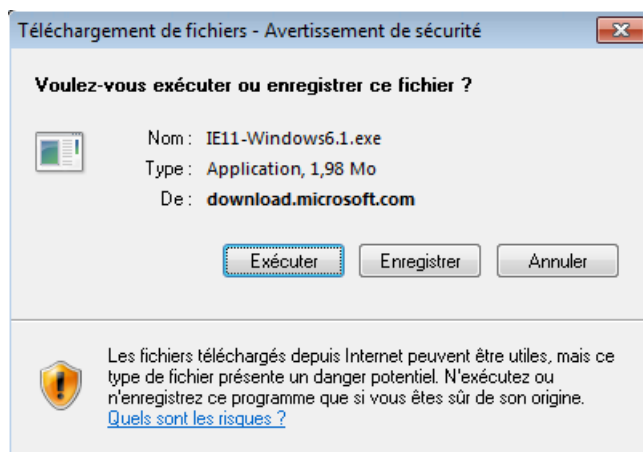 Téléchargement de fichiers - Avertissement de sécurité
Voulez-vous exécuter ou enregistrer ce fichier ?
Nom : IE11-Windows6.1.exe
Type : Application, 1,98 Mo
De : download.microsoft.com
Exécuter Enregistrer Annuler
Les fichiers téléchargés depuis Internet peuvent être utiles, mais ce
type de fichier présente un danger potentiel. N'exécutez ou
n'enregistrez ce programme que si vous êtes sûr de son origine.
Quels sont les risques ?